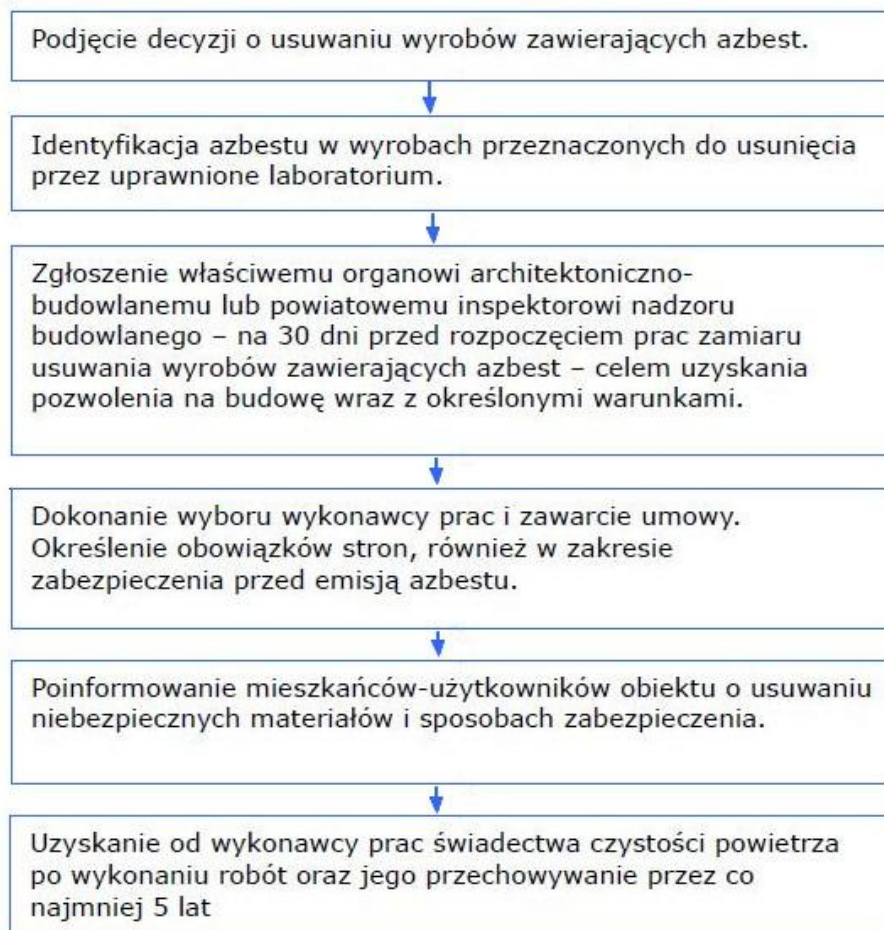 Podjęcie decyzji o usuwaniu wyrobów zawierających azbest.
Identyfikacja azbestu w wyrobach przeznaczonych do usunięcia
przez uprawnione laboratorium.
Zgłoszenie właściwemu organowi architektoniczno-
budowlanemu lub powiatowemu inspektorowi nadzoru
budowlanego – na 30 dni przed rozpoczęciem prac zamiaru
usuwania wyrobów zawierających azbest – celem uzyskania
pozwolenia na budowę wraz z określonymi warunkami.
Dokonanie wyboru wykonawcy prac i zawarcie umowy.
Określenie obowiązków stron, również w zakresie
zabezpieczenia przed emisją azbestu.
Poinformowanie mieszkańców-użytkowników obiektu o usuwaniu
niebezpiecznych materiałów i sposobach zabezpieczenia.
Uzyskanie od wykonawcy prac świadectwa czystości powietrza
po wykonaniu robót oraz jego przechowywanie przez co
najmniej 5 lat